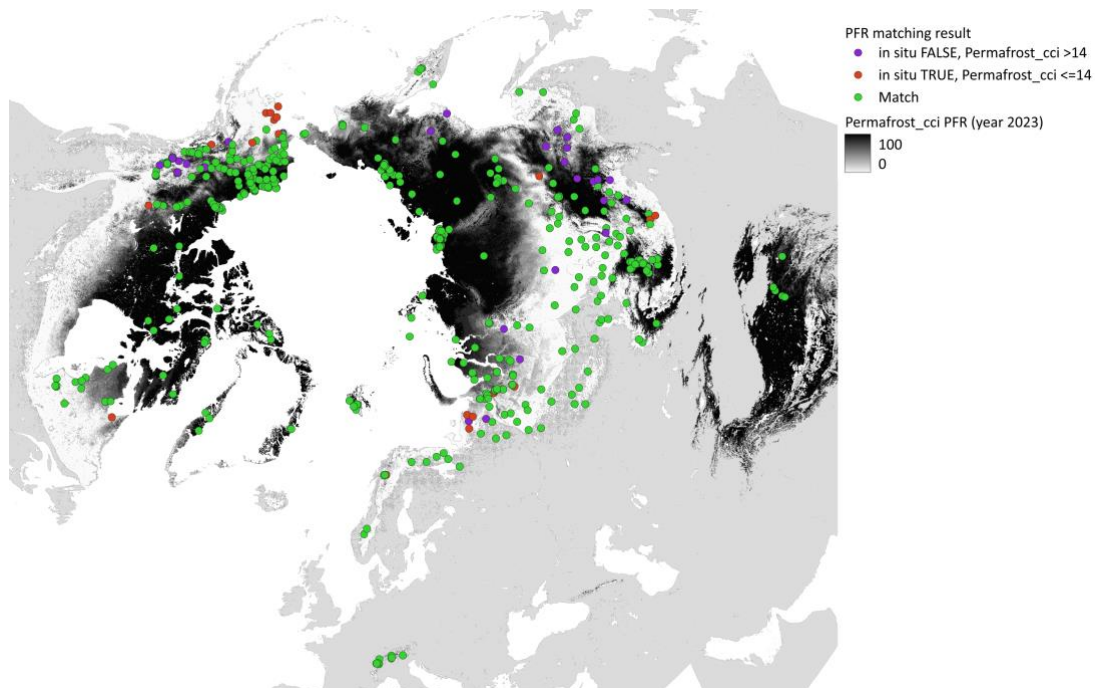 PFR matching result
in situ FALSE, Permafrost_cci >14
in situ TRUE, Permafrost_cci <=14
Match
Permafrost_cci PFR (year 2023)
100
0